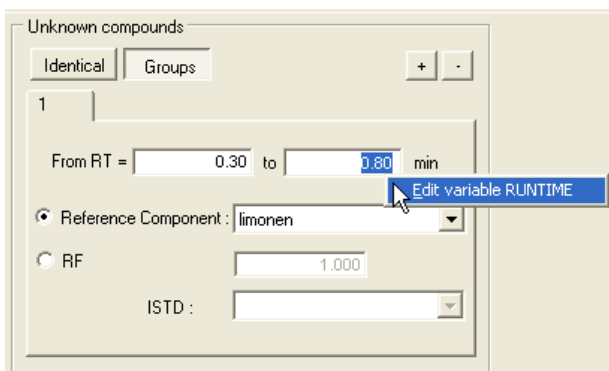 Unknown compounds
Identical Groups + -
1
From RT = 0.30 to 0.80 min
Edit variable RUNTIME
Reference Component : limonen
RF 1.000
ISTD :